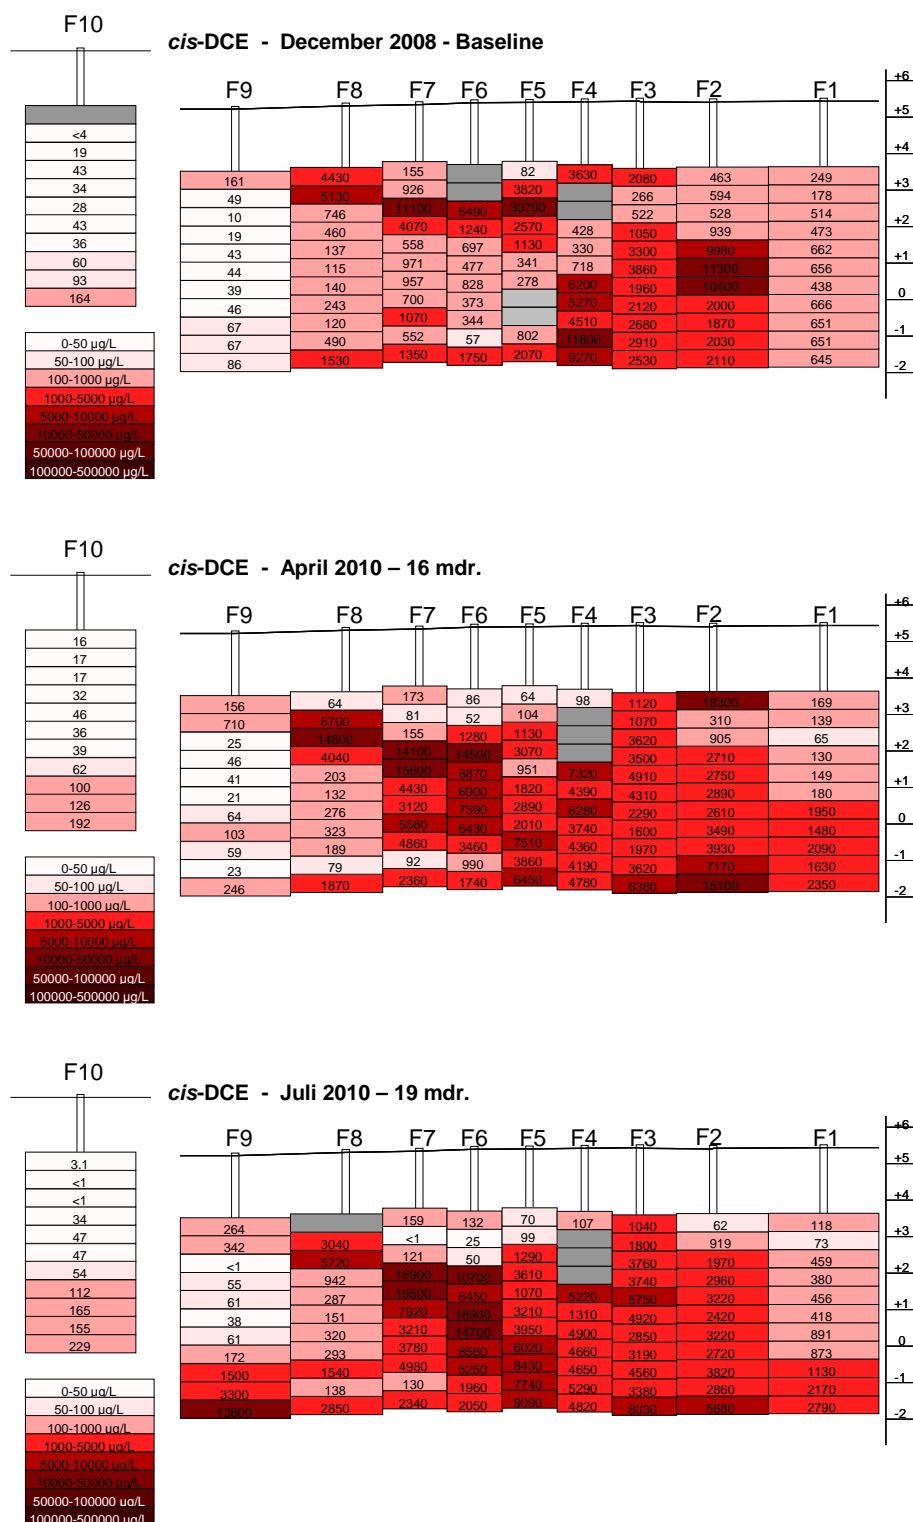 F10
cis-DCE - December 2008 - Baseline
F9 F8 F7 F6 F5 F4 F3 F2 F1
+6
+5
+4
+3
+2
+1
0
-1
-2
<4
19
43
34
28
43
36
60
93
164
161 4430 155 82 3630 2080 463 249
49 5130 926 3820 266 594 178
10 746 11100 6490 30700 522 528 514
19 460 4070 1240 2570 428 1050 939 473
43 137 558 697 1130 330 3300 9980 662
44 115 971 477 341 718 3860 11300 656
39 140 957 828 278 6200 1960 10400 438
46 243 700 373 5270 2120 2000 666
67 120 1070 344 4510 2680 1870 651
67 490 552 57 802 11600 2910 2030 651
86 1530 1350 1750 2070 9270 2530 2110 645
0-50 µg/L
50-100 µg/L
100-1000 µg/L
1000-5000 µg/L
5000-10000 µg/L
10000-50000 µg/L
50000-100000 µg/L
100000-500000 µg/L
F10
cis-DCE - April 2010 – 16 mdr.
F9 F8 F7 F6 F5 F4 F3 F2 F1
+6
+5
+4
+3
+2
+1
0
-1
-2
16
17
17
32
46
36
39
62
100
126
192
156 64 173 86 64 98 1120 18300 169
710 6700 81 52 104 1070 310 139
25 14600 155 1280 1130 3620 905 65
46 4040 14100 14500 3070 3500 2710 130
41 203 15600 8870 951 7320 4910 2750 149
21 132 4430 6900 1820 4390 4310 2890 180
64 276 3120 7590 2890 6280 2290 2610 1950
103 323 5560 6430 2010 3740 1600 3490 1480
59 189 4860 3460 7510 4360 1970 3930 2090
23 79 92 990 3860 4190 3620 7170 1630
246 1870 2360 1740 6450 4780 6380 15100 2350
0-50 µg/L
50-100 µg/L
100-1000 µg/L
1000-5000 µg/L
5000-10000 µg/L
10000-50000 µg/L
50000-100000 µg/L
100000-500000 µg/L
F10
cis-DCE - Juli 2010 – 19 mdr.
F9 F8 F7 F6 F5 F4 F3 F2 F1
+6
+5
+4
+3
+2
+1
0
-1
-2
3.1
<1
<1
34
47
47
54
112
165
155
229
264 159 132 70 107 1040 62 118
342 3040 <1 25 99 1800 919 73
<1 5720 121 50 1290 3760 1970 459
55 942 16900 10700 3610 3740 2960 380
61 287 19500 6450 1070 5220 5750 3220 456
38 151 7920 18900 3210 1310 4920 2420 418
61 320 3210 14700 3950 4900 2850 3220 891
172 293 3780 8560 6020 4660 3190 2720 873
1500 1540 4980 5250 8430 4650 4560 3820 1130
3300 138 130 1960 7740 5290 3380 2860 2170
13800 2850 2340 2050 9090 4820 8030 5680 2790
0-50 µg/L
50-100 µg/L
100-1000 µg/L
1000-5000 µg/L
5000-10000 µg/L
10000-50000 µg/L
50000-100000 µg/L
100000-500000 µg/L